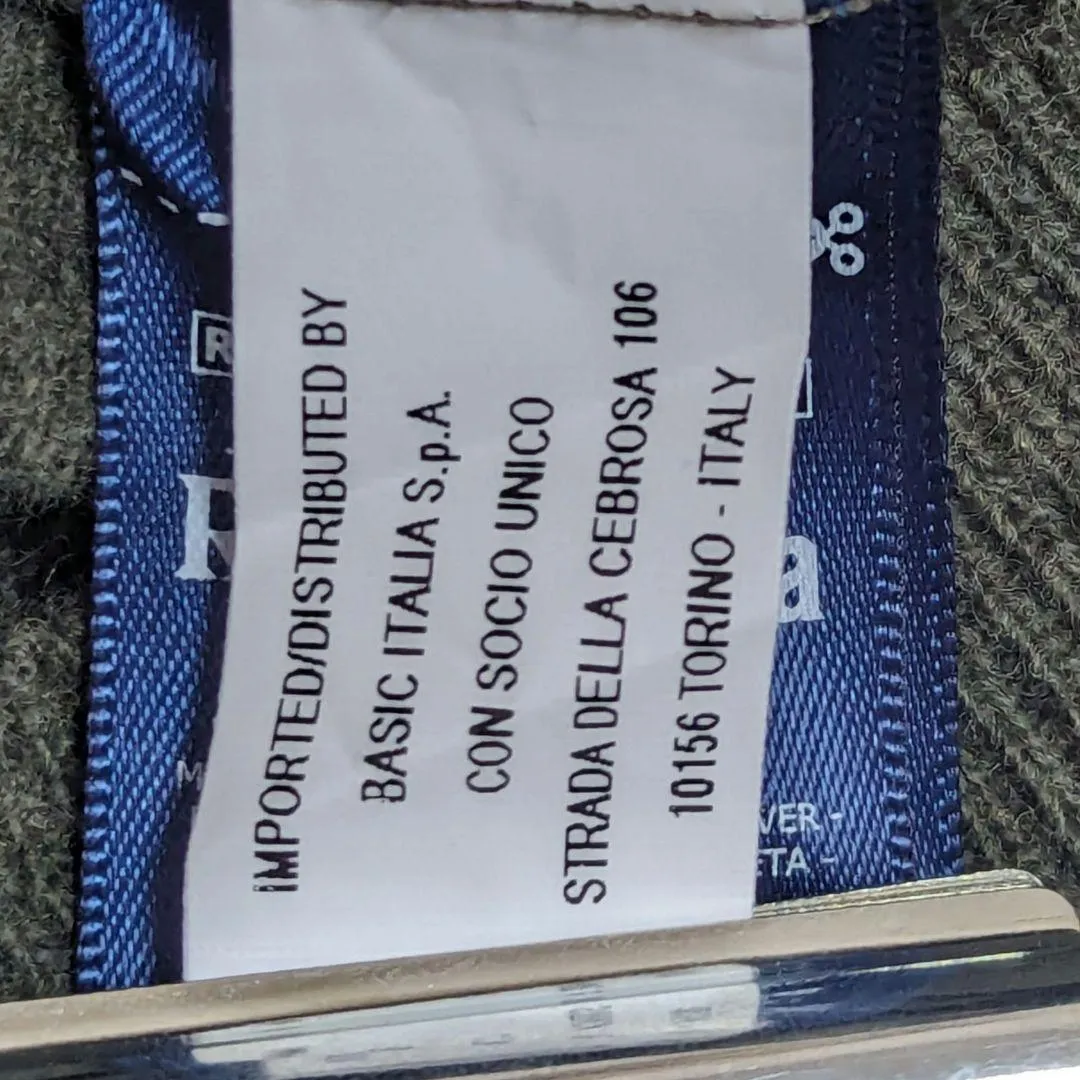 IMPORTED/DISTRIBUTED BY
BASIC ITALIA S.p.A.
CON SOCIO UNICO
STRADA DELLA CEBROSA 106
10156 TORINO - ITALY